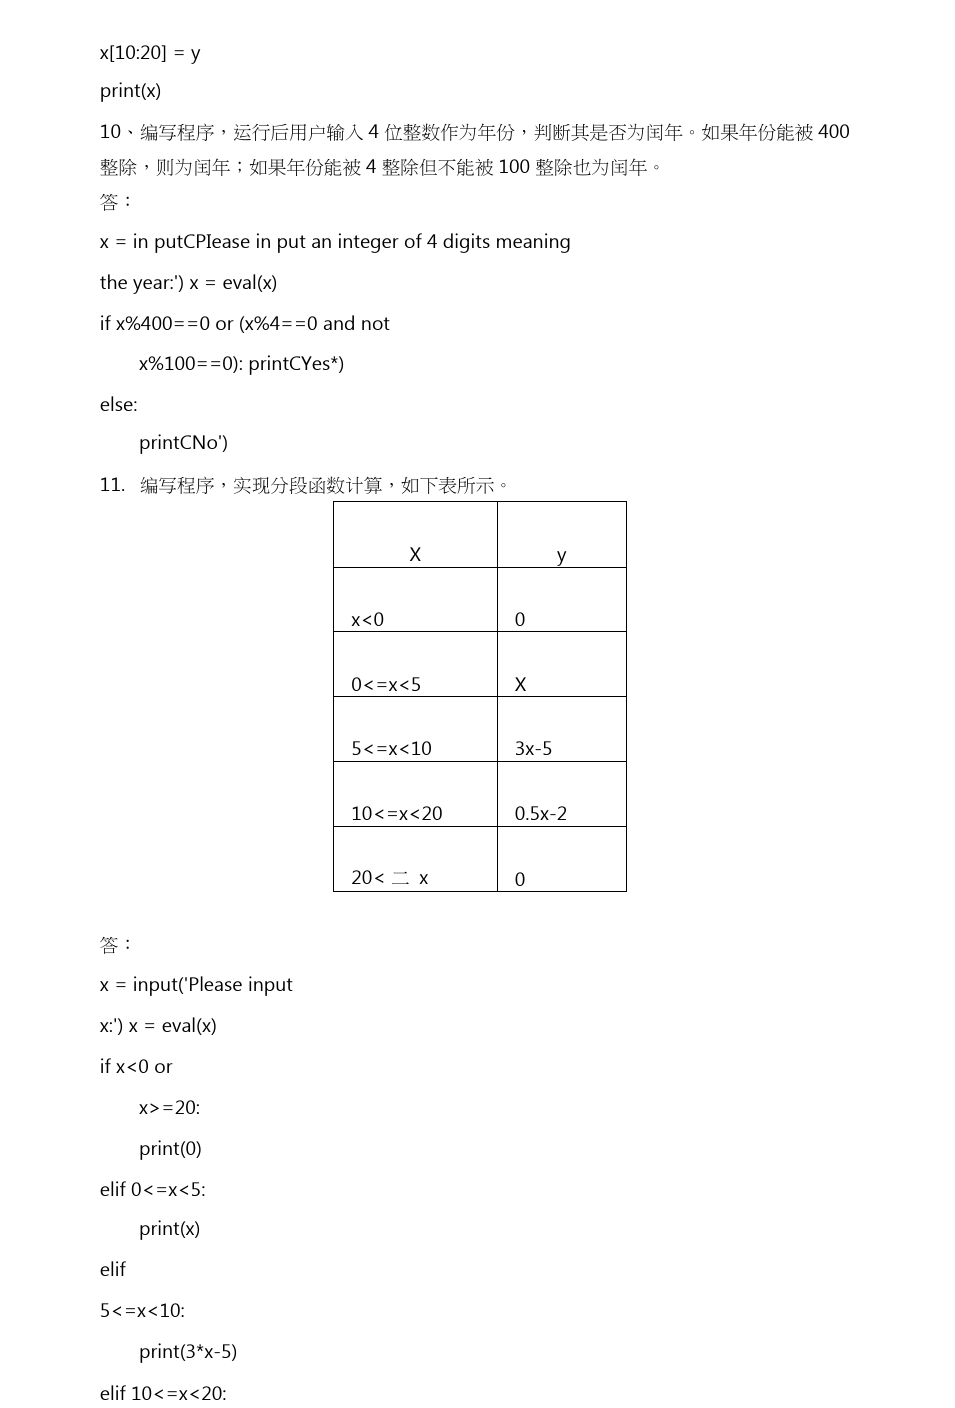 x[10:20] = y
print(x)
10、编写程序，运行后用户输入 4 位整数作为年份，判断其是否为闰年。如果年份能被 400
整除，则为闰年；如果年份能被 4 整除但不能被 100 整除也为闰年。
答：
x = in putCPIease in put an integer of 4 digits meaning
the year:') x = eval(x)
if x%400==0 or (x%4==0 and not
x%100==0): printCYes*)
else:
printCNo')
11. 编写程序，实现分段函数计算，如下表所示。
X y
x<0 0
0<=x<5 X
5<=x<10 3x-5
10<=x<20 0.5x-2
20< 二 x 0
答：
x = input('Please input
x:') x = eval(x)
if x<0 or
x>=20:
print(0)
elif 0<=x<5:
print(x)
elif
5<=x<10:
print(3*x-5)
elif 10<=x<20: